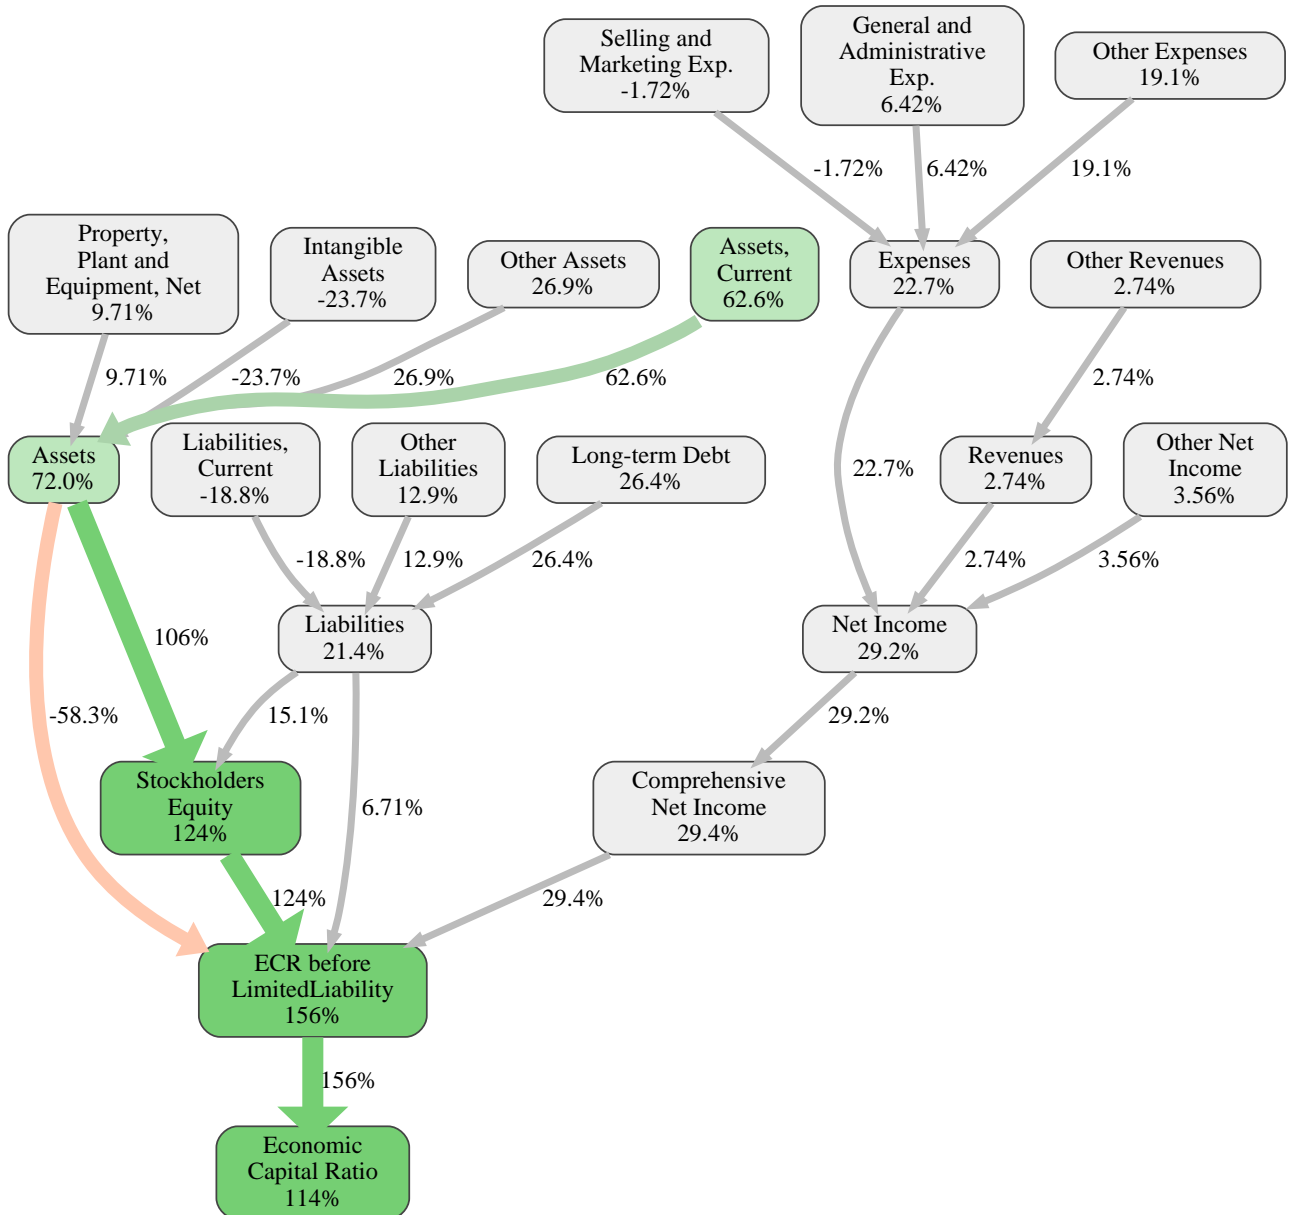 Selling and
Marketing Exp.
-1.72%
General and
Administrative
Exp.
6.42%
Other Expenses
19.1%
-1.72%
6.42%
19.1%
Property,
Plant and
Equipment, Net
9.71%
Intangible
Assets
-23.7%
Other Assets
26.9%
Assets,
Current
62.6%
Expenses
22.7%
Other Revenues
2.74%
9.71%
-23.7%
26.9%
62.6%
2.74%
Assets
72.0%
Liabilities,
Current
-18.8%
Other
Liabilities
12.9%
Long-term Debt
26.4%
22.7%
Revenues
2.74%
Other Net
Income
3.56%
-18.8%
12.9%
26.4%
2.74%
3.56%
106%
Liabilities
21.4%
Net Income
29.2%
-58.3%
15.1%
29.2%
Stockholders
Equity
124%
6.71%
Comprehensive
Net Income
29.4%
124%
29.4%
ECR before
LimitedLiability
156%
156%
Economic
Capital Ratio
114%